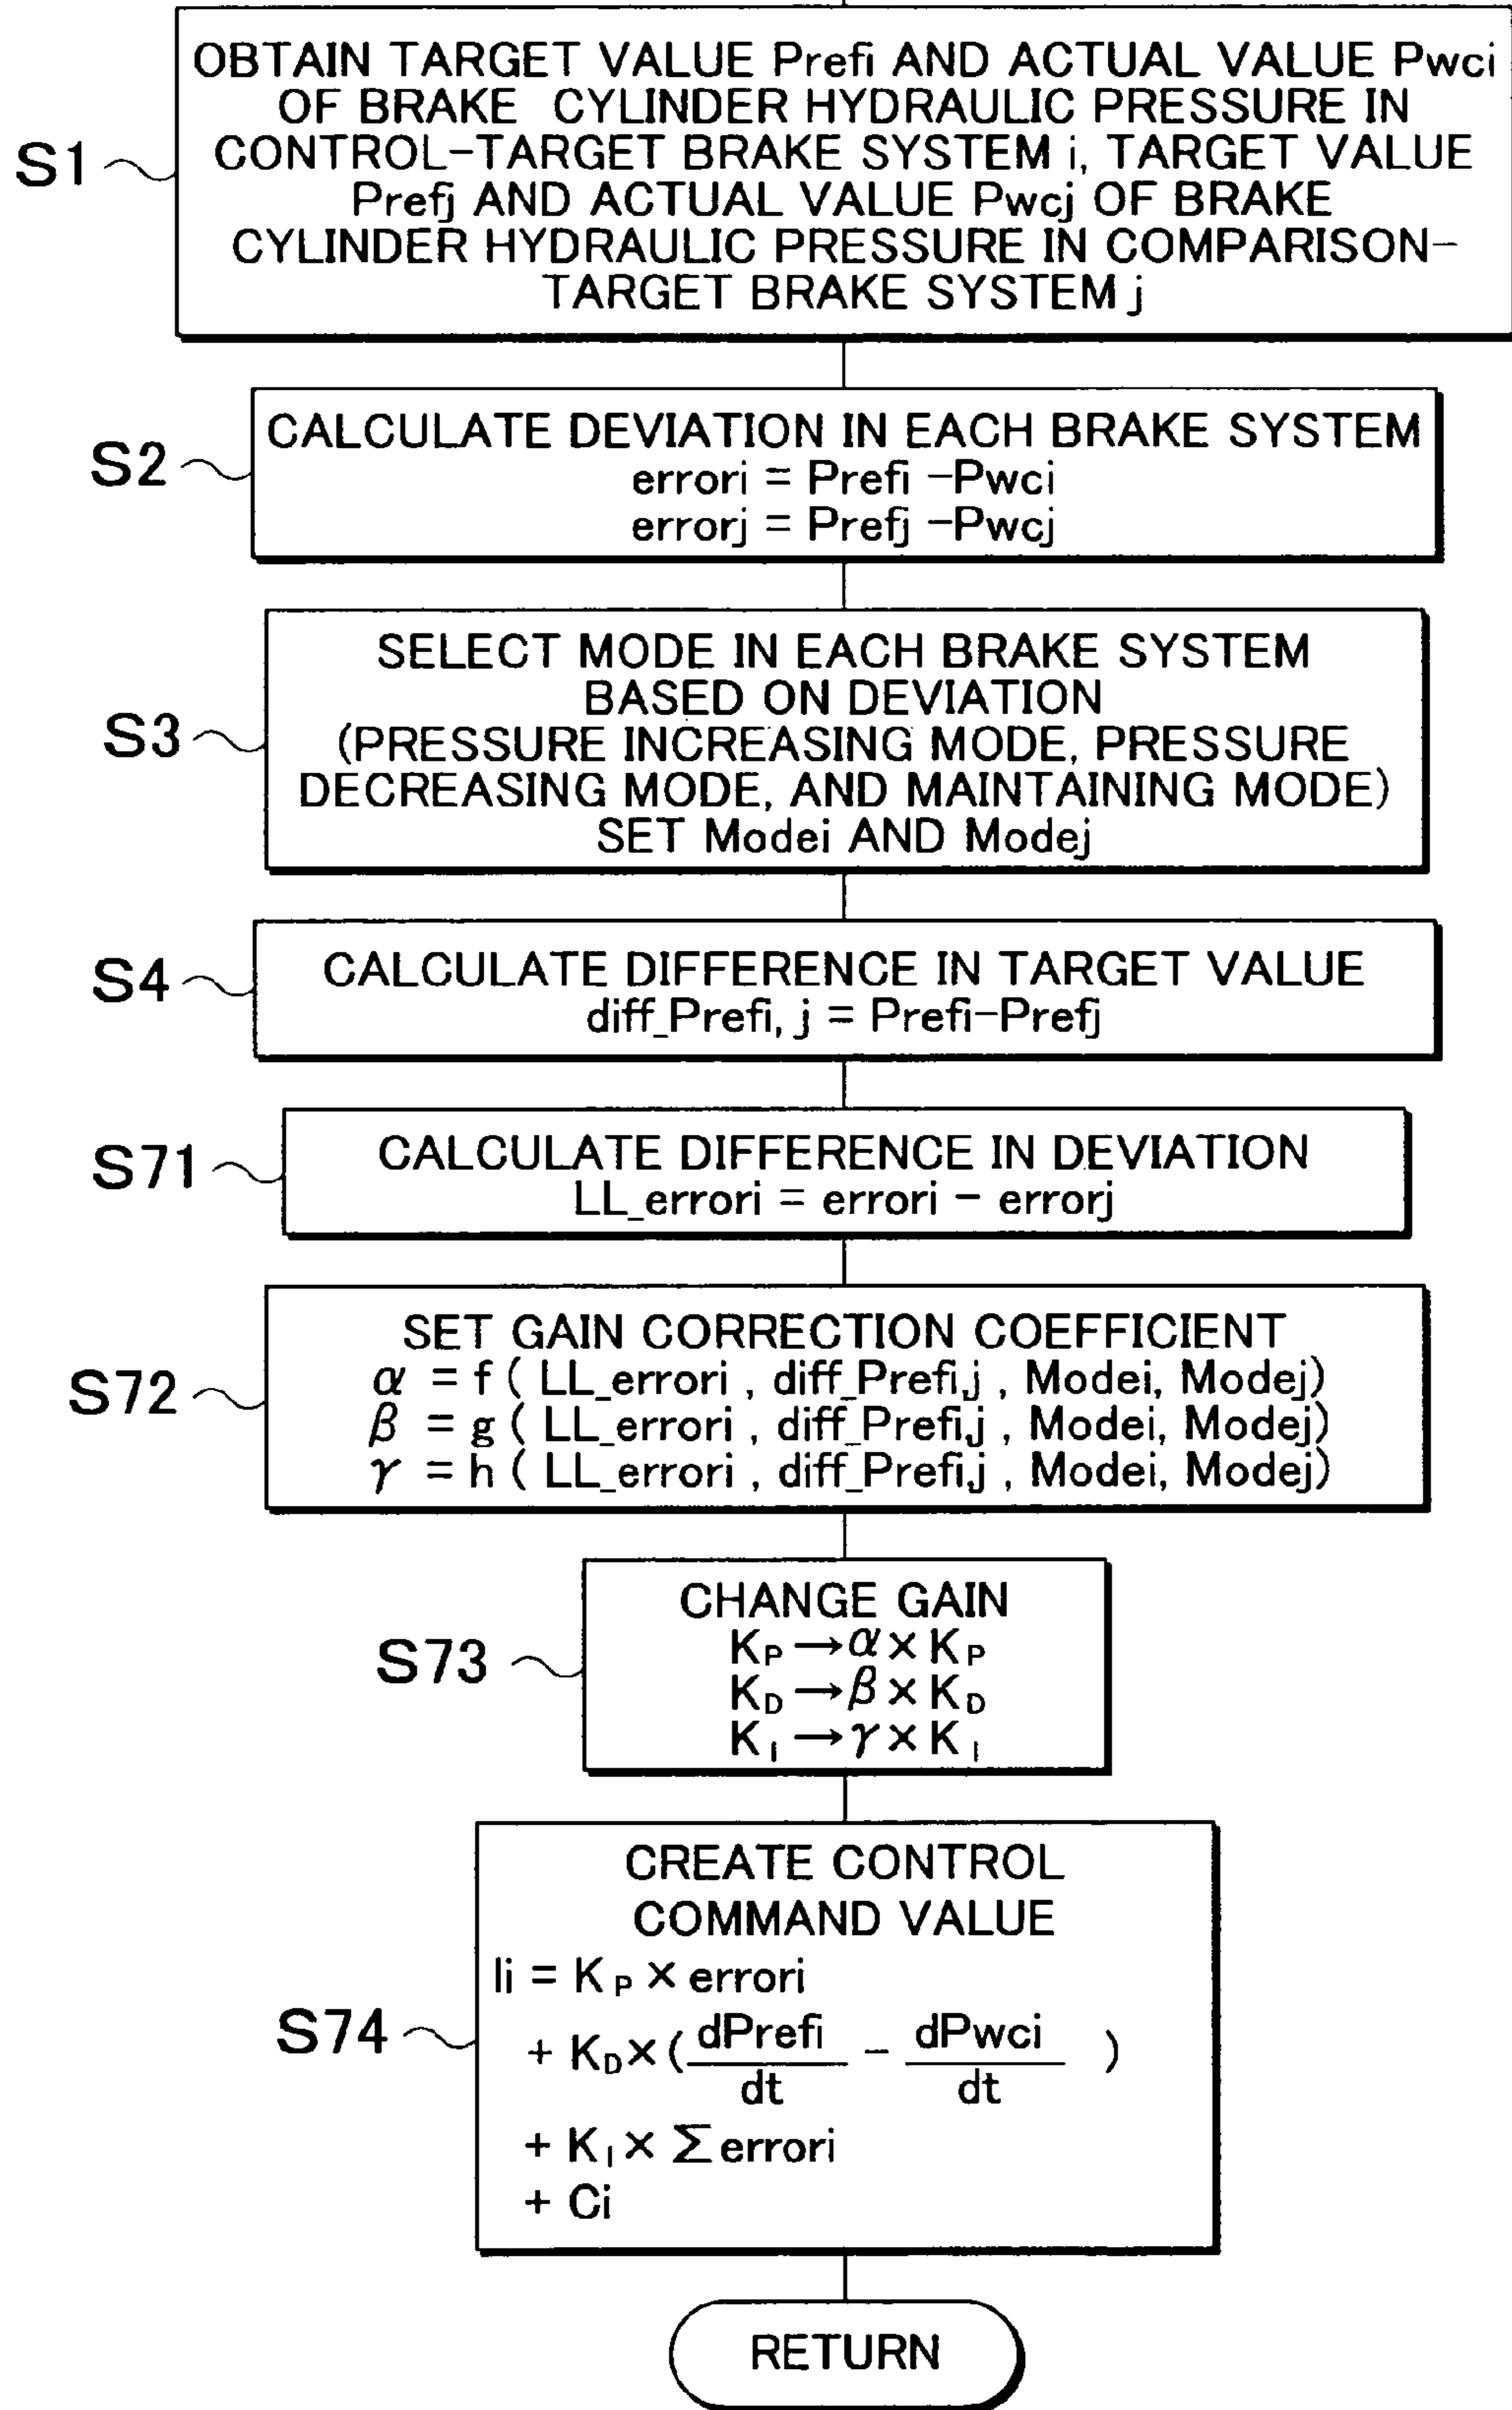 OBTAIN TARGET VALUE Prefi AND ACTUAL VALUE Pwci
OF BRAKE CYLINDER HYDRAULIC PRESSURE IN
S1
CONTROL-TARGET BRAKE SYSTEM i, TARGET VALUE
Prefj AND ACTUAL VALUE Pwcj OF BRAKE
CYLINDER HYDRAULIC PRESSURE IN COMPARISON-
TARGET BRAKE SYSTEM j
S2
CALCULATE DEVIATION IN EACH BRAKE SYSTEM
errori = Prefi -Pwci
errorj = Prefj -Pwcj
SELECT MODE IN EACH BRAKE SYSTEM
BASED ON DEVIATION
S3
(PRESSURE INCREASING MODE, PRESSURE
DECREASING MODE, AND MAINTAINING MODE)
SET Modei AND Modej
S4
CALCULATE DIFFERENCE IN TARGET VALUE
diff_Prefi, j = Prefi-Prefj
S71
CALCULATE DIFFERENCE IN DEVIATION
LL_errori = errori - errorj
SET GAIN CORRECTION COEFFICIENT
S72
α = f ( LL_errori , diff_Prefi,j , Modei, Modej)
β = g ( LL_errori , diff_Prefi,j , Modei, Modej)
γ = h ( LL_errori , diff_Prefi,j , Modei, Modej)
CHANGE GAIN
S73
KP → α × KP
KD → β × KD
KI → γ × KI
CREATE CONTROL
COMMAND VALUE
Ii = KP × errori
S74
+ KD × ( dPrefi/dt - dPwci/dt )
+ KI × Σ errori
+ Ci
RETURN